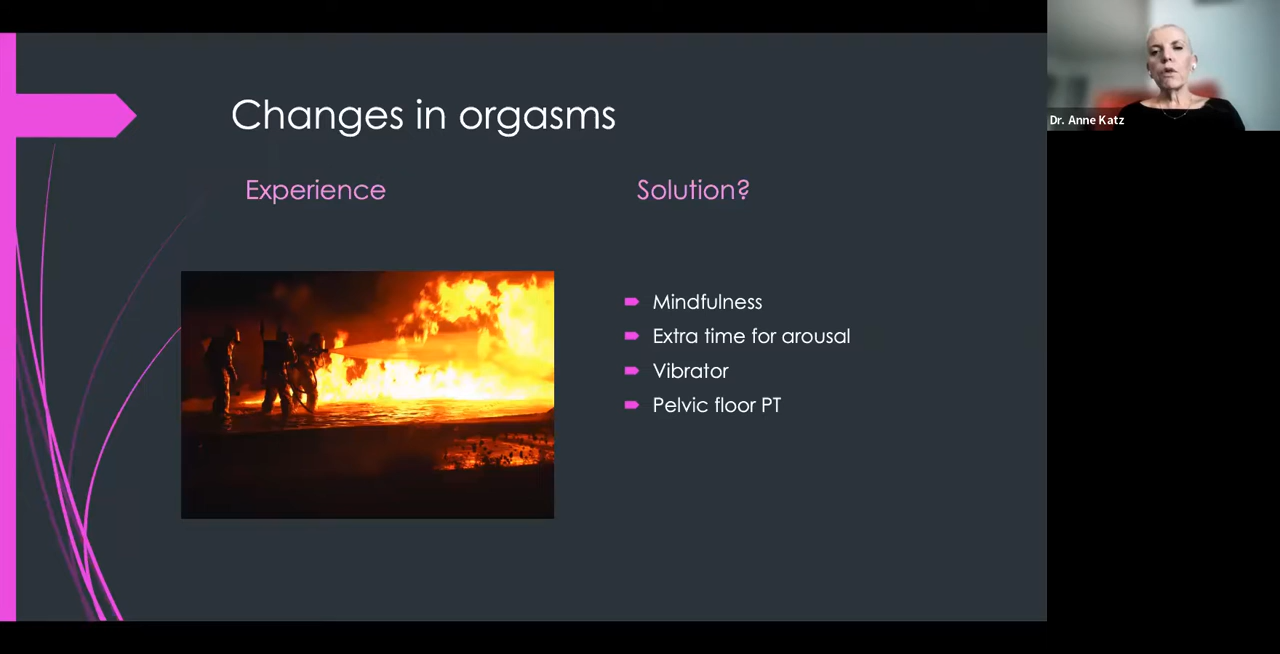 Changes in orgasms
Experience
Solution?
Mindfulness
Extra time for arousal
Vibrator
Pelvic floor PT
Dr. Anne Katz